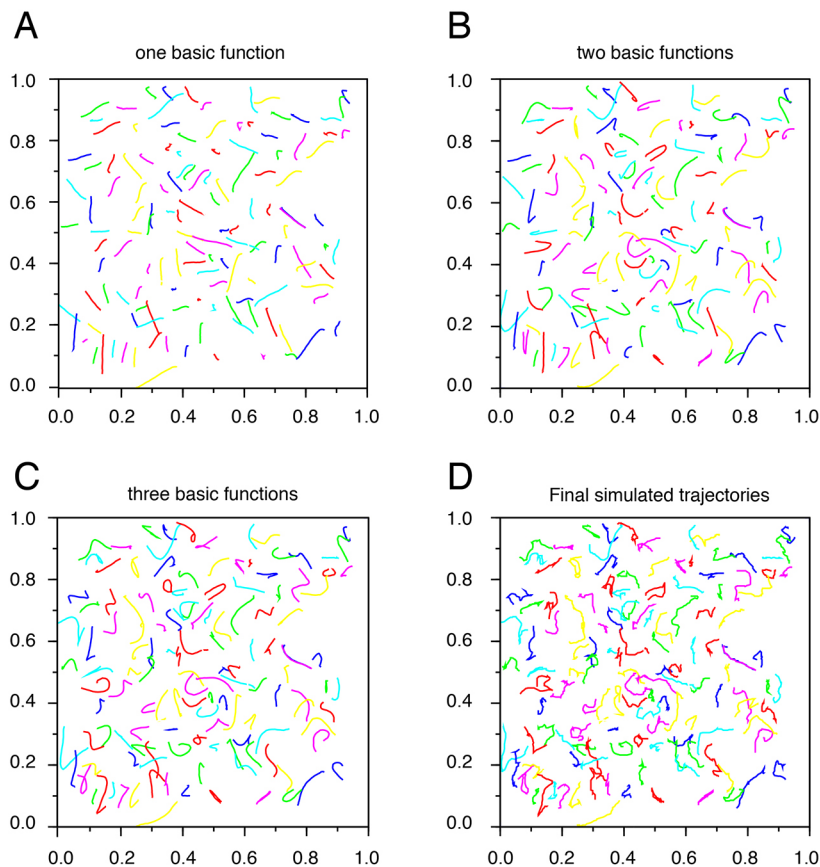 A
one basic function
1.0
0.8
0.6
0.4
0.2
0.0
0.0 0.2 0.4 0.6 0.8 1.0
B
two basic functions
1.0
0.8
0.6
0.4
0.2
0.0
0.0 0.2 0.4 0.6 0.8 1.0
C
three basic functions
1.0
0.8
0.6
0.4
0.2
0.0
0.0 0.2 0.4 0.6 0.8 1.0
D
Final simulated trajectories
1.0
0.8
0.6
0.4
0.2
0.0
0.0 0.2 0.4 0.6 0.8 1.0